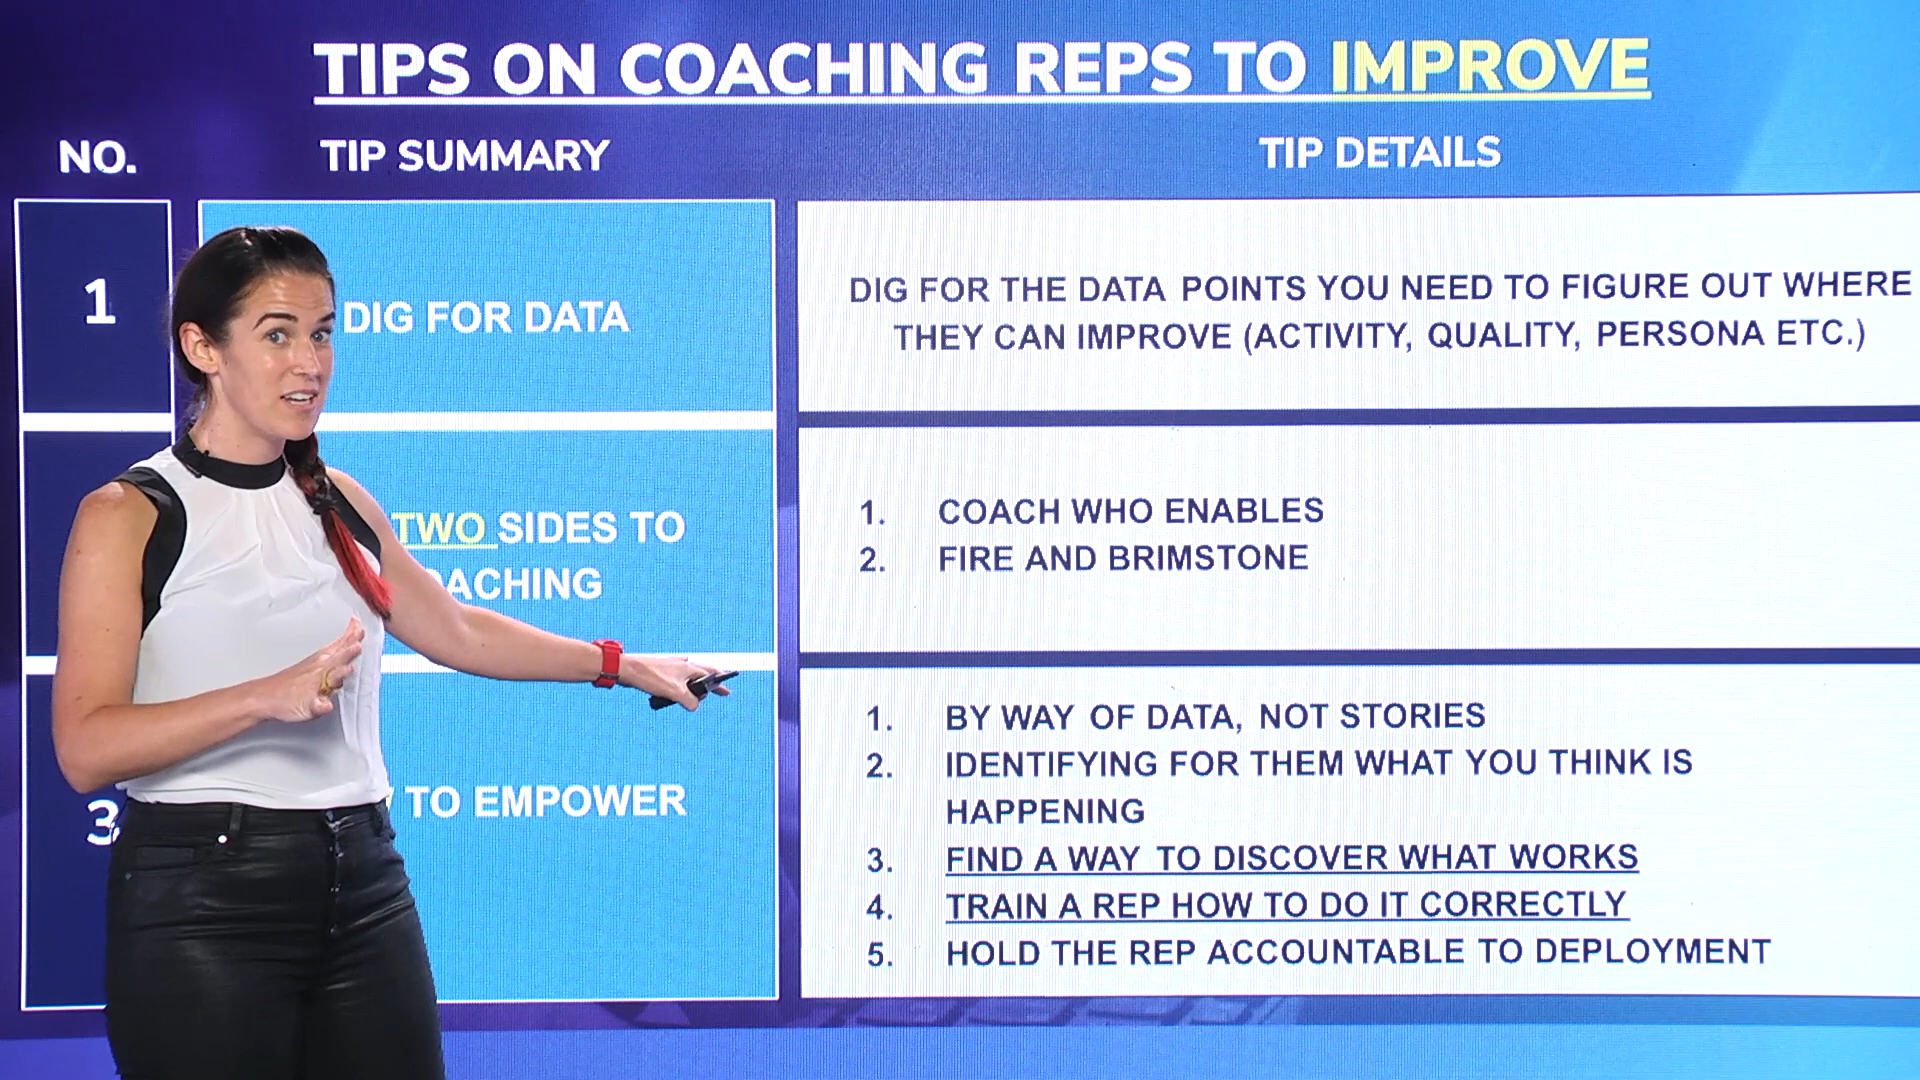 TIPS ON COACHING REPS TO IMPROVE
NO.
TIP SUMMARY
TIP DETAILS
1
DIG FOR DATA
DIG FOR THE DATA POINTS YOU NEED TO FIGURE OUT WHERE
THEY CAN IMPROVE (ACTIVITY, QUALITY, PERSONA ETC.)
TWO SIDES TO
1. COACH WHO ENABLES
2. FIRE AND BRIMSTONE
3
TO EMPOWER
1. BY WAY OF DATA, NOT STORIES
2. IDENTIFYING FOR THEM WHAT YOU THINK IS
HAPPENING
3. FIND A WAY TO DISCOVER WHAT WORKS
4. TRAIN A REP HOW TO DO IT CORRECTLY
5. HOLD THE REP ACCOUNTABLE TO DEPLOYMENT